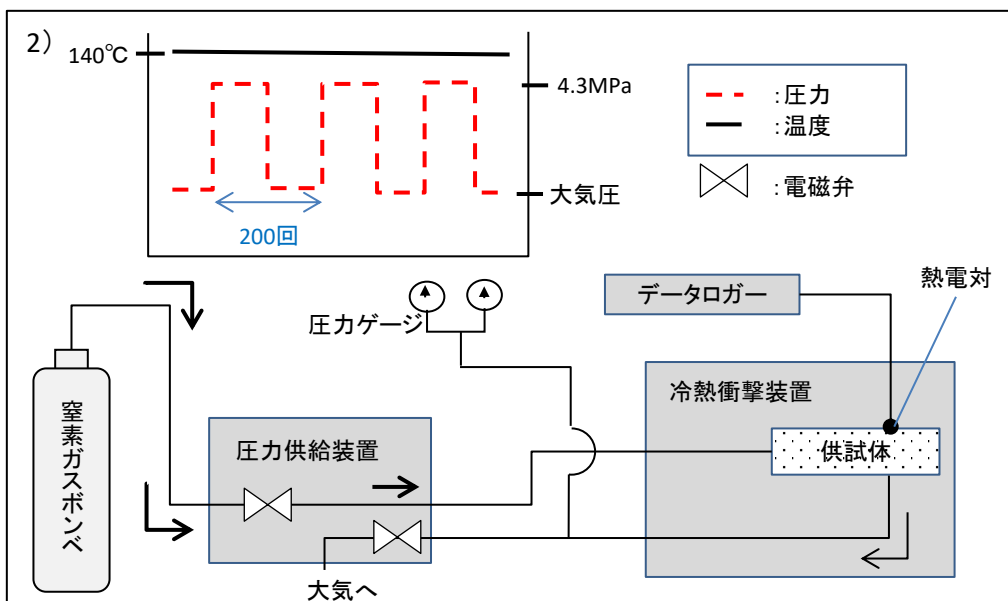 2）
140℃
4.3MPa
大気圧
200回
：圧力
：温度
：電磁弁
熱電対
データロガー
圧力ゲージ
冷熱衝撃装置
供試体
圧力供給装置
窒素ガスボンベ
大気へ